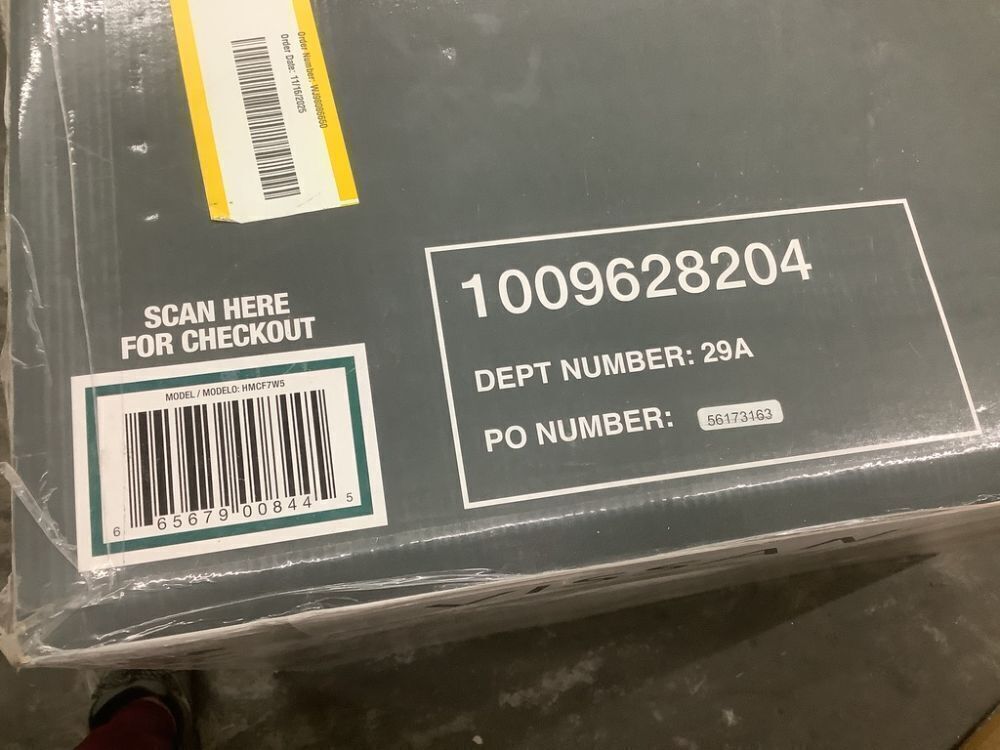 Order Number: WJ98086650
Order Date: 11/16/2025
SCAN HERE
FOR CHECKOUT
MODEL / MODELO: HMCF7W5
6 65679 00844 5
1009628204
DEPT NUMBER: 29A
PO NUMBER: 56173163